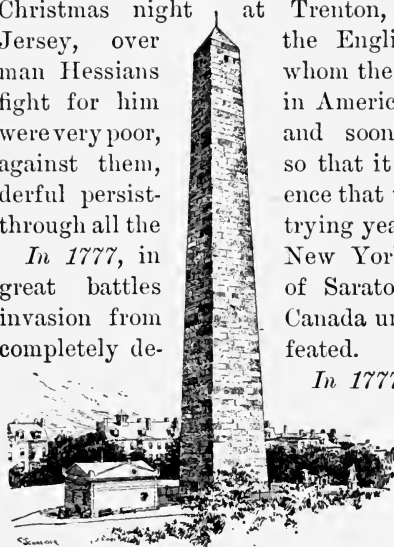 Christmas night at Trenton,
Jersey, over the Engli
man Hessians whom the
fight for him in Americ
were very poor, and soon
against them, so that it
derful persist- ence that
through all the trying yea
In 1777, in New York
great battles of Sarato
invasion from Canada un
completely de- feated.
In 1777